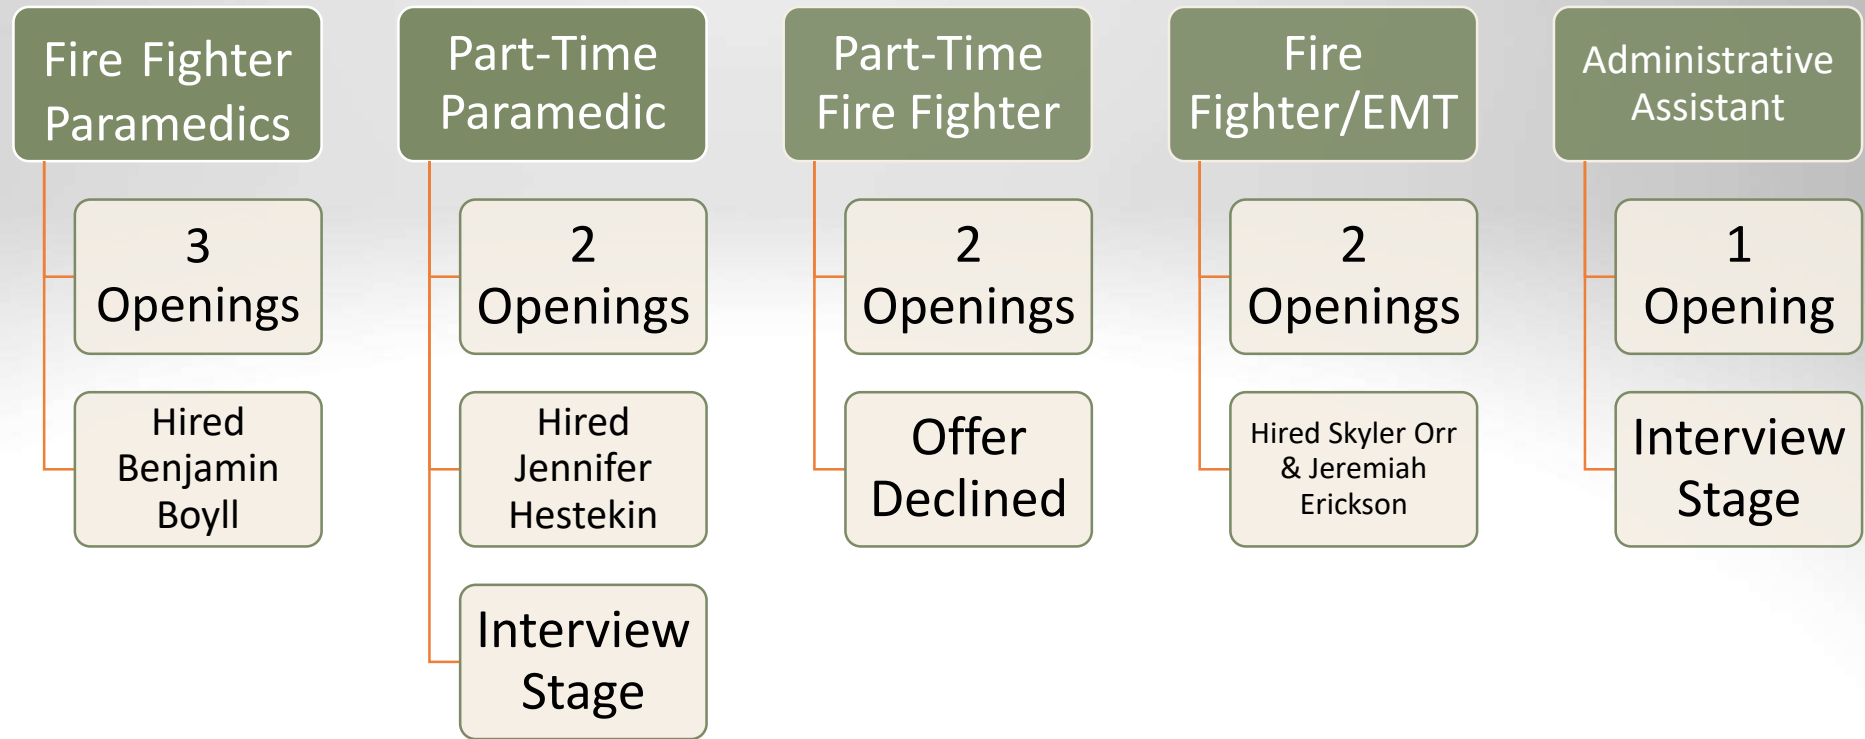 Fire Fighter
Paramedics
3
Openings
Hired
Benjamin
Boyll
Part-Time
Paramedic
2
Openings
Hired
Jennifer
Hestekin
Interview
Stage
Part-Time
Fire Fighter
2
Openings
Offer
Declined
Fire
Fighter/EMT
2
Openings
Hired Skyler Orr
& Jeremiah
Erickson
Administrative
Assistant
1
Opening
Interview
Stage